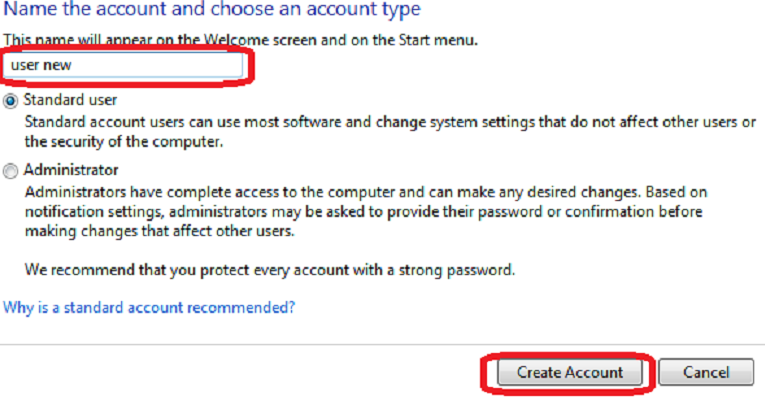 Name the account and choose an account type
This name will appear on the Welcome screen and on the Start menu.
user new
Standard user
Standard account users can use most software and change system settings that do not affect other users or
the security of the computer.
Administrator
Administrators have complete access to the computer and can make any desired changes. Based on
notification settings, administrators may be asked to provide their password or confirmation before
making changes that affect other users.
We recommend that you protect every account with a strong password.
Why is a standard account recommended?
Create Account Cancel